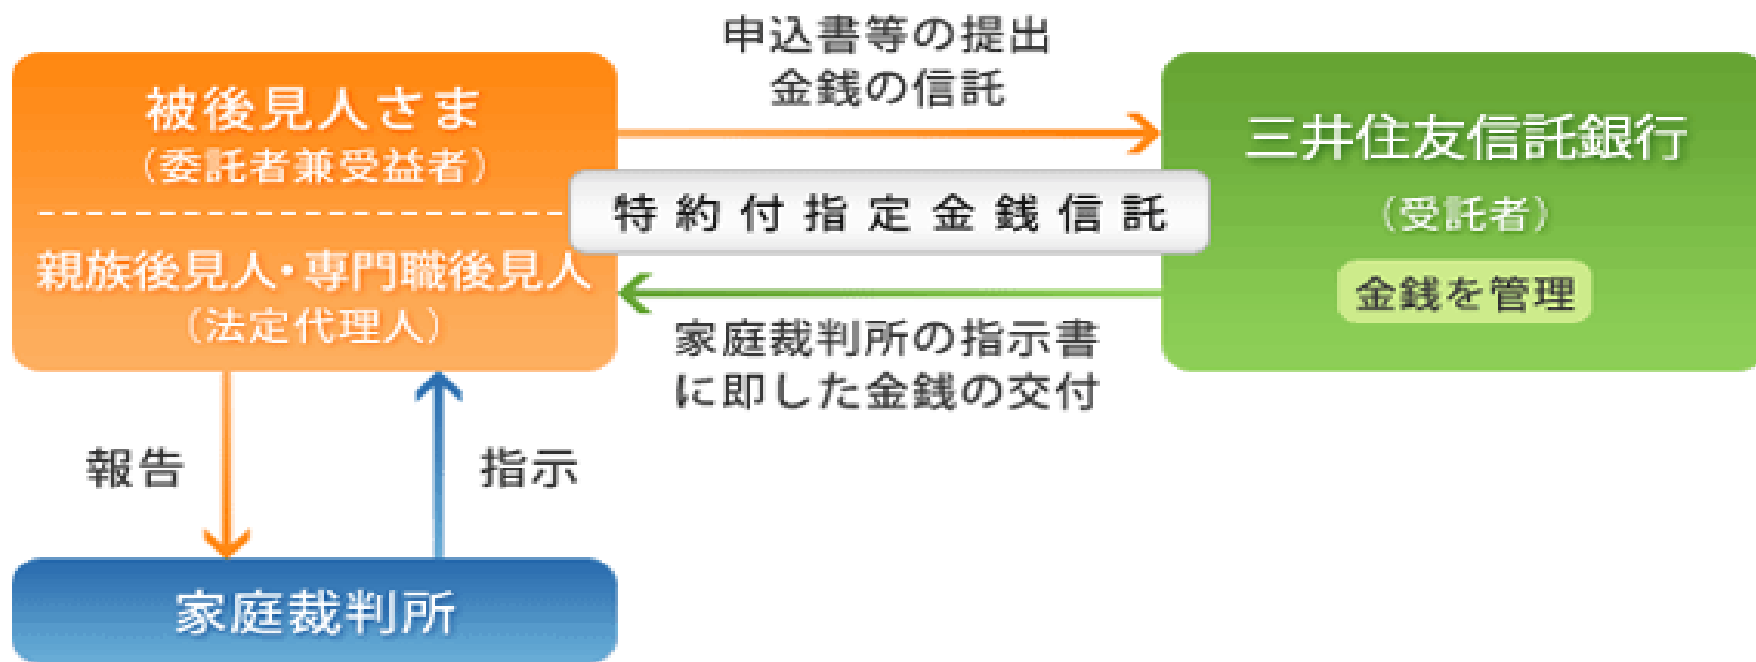 申込書等の提出
金銭の信託
被後見人さま
（委託者兼受益者）
親族後見人・専門職後見人
（法定代理人）
特約付指定金銭信託
三井住友信託銀行
（受託者）
金銭を管理
家庭裁判所の指示書
に即した金銭の交付
報告
指示
家庭裁判所